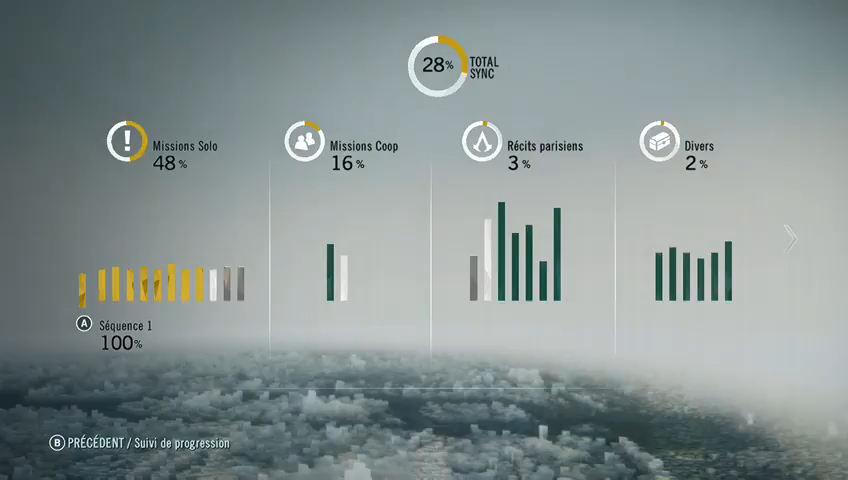 28%
TOTAL
SYNC
Missions Solo
48 %
Missions Coop
16 %
Récits parisiens
3 %
Divers
2 %
A Séquence 1
100%
B PRÉCÉDENT / Suivi de progression